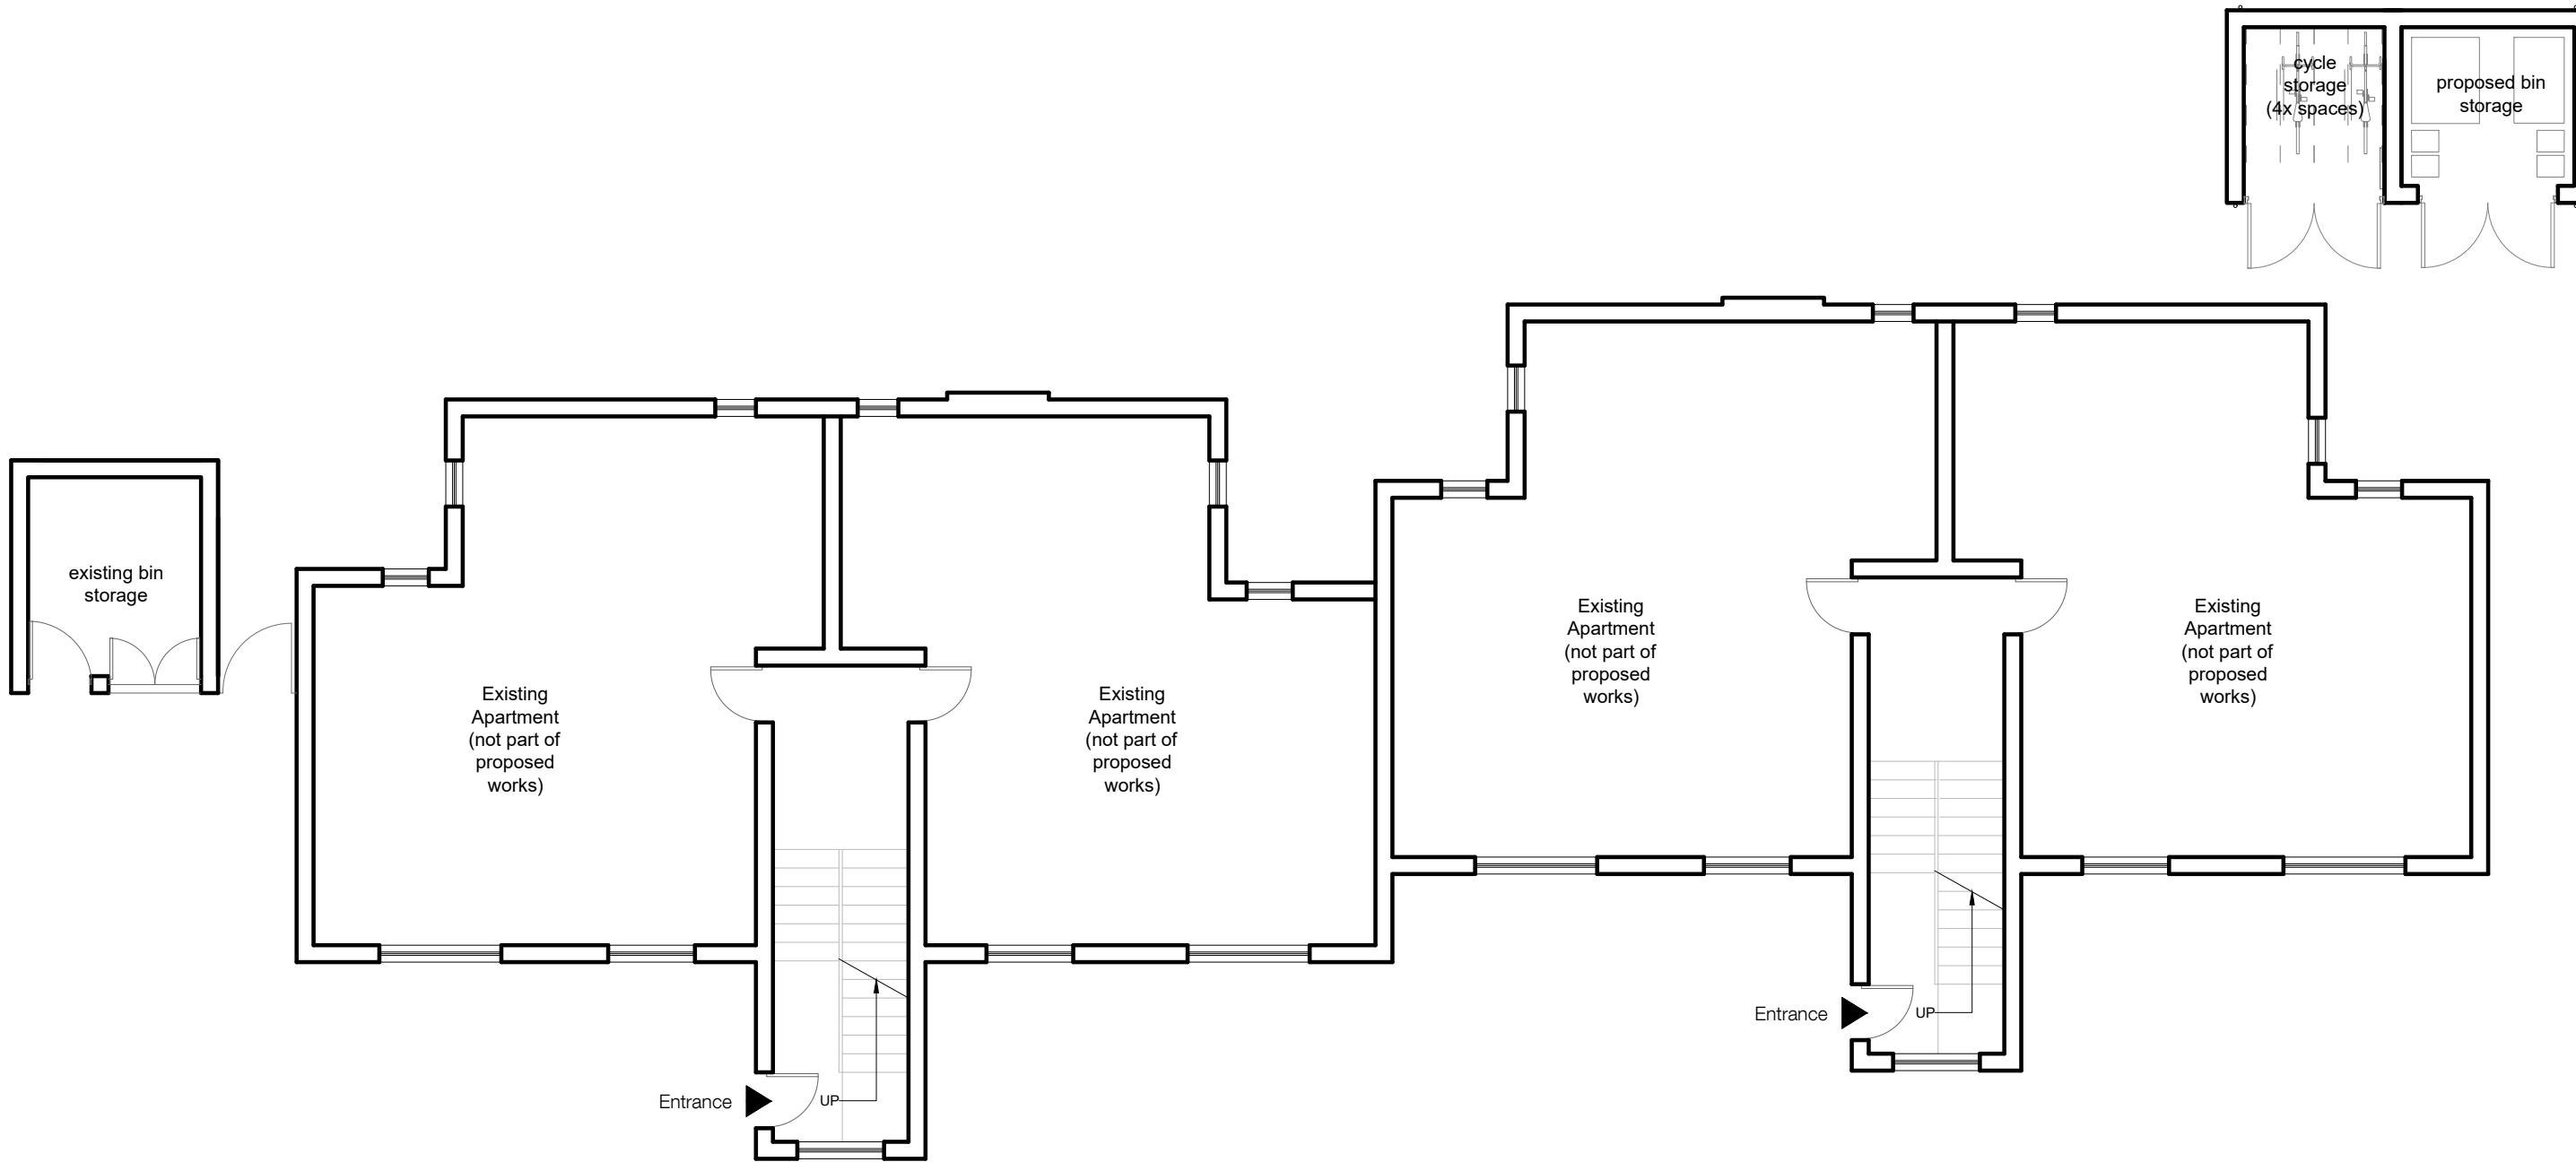 cycle
storage
(4x spaces)
proposed bin
storage
existing bin
storage
Existing
Apartment
(not part of
proposed
works)
Existing
Apartment
(not part of
proposed
works)
Existing
Apartment
(not part of
proposed
works)
Existing
Apartment
(not part of
proposed
works)
Entrance
UP
Entrance
UP